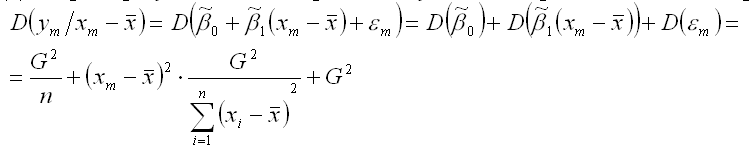 D(y_m/x_m − x̄) = D(β̃_0 + β̃_1(x_m − x̄) + ε_m) = D(β̃_0) + D(β̃_1(x_m − x̄)) + D(ε_m) =
= G²/n + (x_m − x̄)² · G²/∑_{i=1}^{n}(x_i − x̄)² + G²